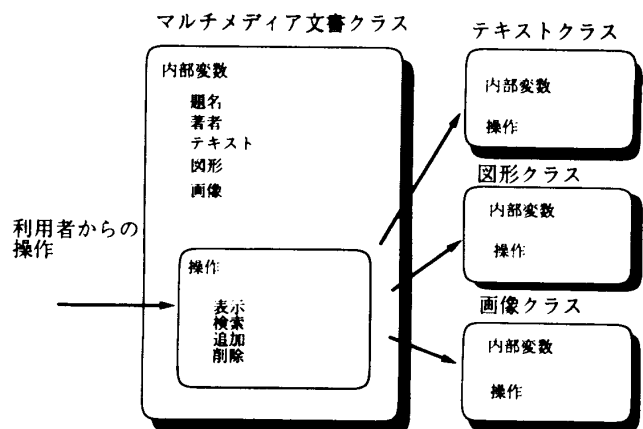 マルチメディア文書クラス
内部変数
題名
著者
テキスト
図形
画像
利用者からの
操作
操作
表示
検索
追加
削除
テキストクラス
内部変数
操作
図形クラス
内部変数
操作
画像クラス
内部変数
操作